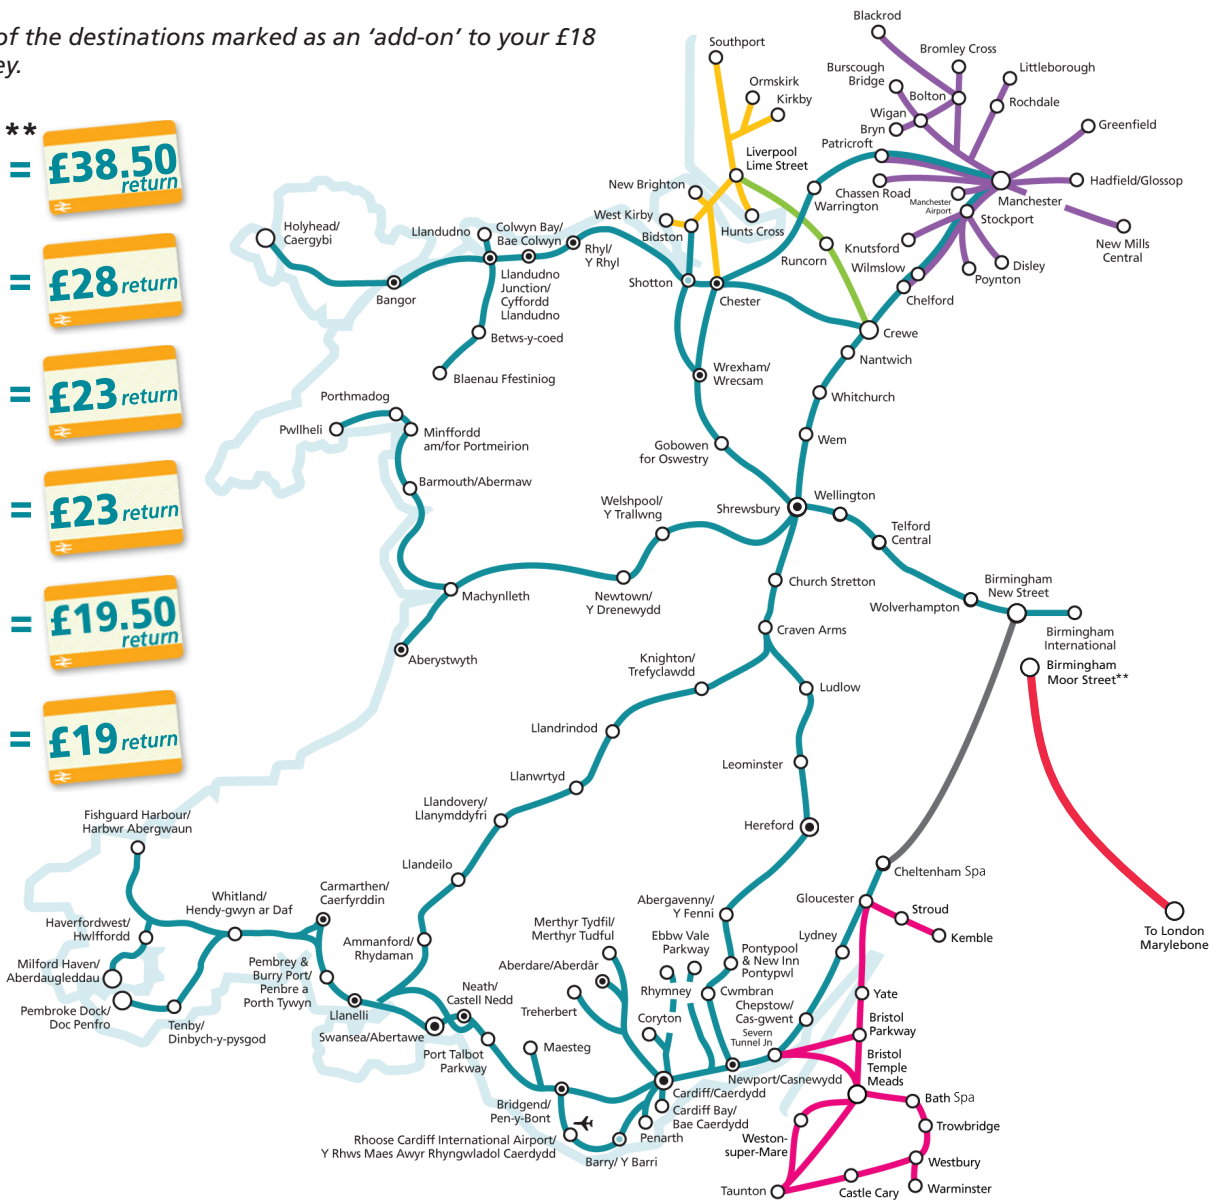 of the destinations marked as an ‘add-on’ to your £18
ey.
**
= £38.50
return
= £28 return
= £23 return
= £23 return
= £19.50
return
= £19 return
Blackrod
Bromley Cross
Littleborough
Burscough
Bridge
Bolton
Rochdale
Wigan
Bryn
Greenfield
Patricroft
Southport
Ormskirk
Kirkby
Liverpool
Lime Street
Hadfield/Glossop
Chassen Road
Manchester
Airport
Manchester
Warrington
Stockport
New Mills
Central
New Brighton
West Kirby
Bidston
Hunts Cross
Knutsford
Wilmslow
Disley
Poynton
Chelford
Runcorn
Holyhead/
Caergybi
Llandudno
Colwyn Bay/
Bae Colwyn
Rhyl/
Y Rhyl
Llandudno
Junction/
Cyffordd
Llandudno
Bangor
Shotton
Chester
Crewe
Nantwich
Betws-y-coed
Blaenau Ffestiniog
Wrexham/
Wrecsam
Whitchurch
Porthmadog
Pwllheli
Minffordd
am/for Portmeirion
Gobowen
for Oswestry
Wem
Barmouth/Abermaw
Welshpool/
Y Trallwng
Shrewsbury
Wellington
Telford
Central
Machynlleth
Newtown/
Y Drenewydd
Church Stretton
Wolverhampton
Birmingham
New Street
Birmingham
International
Craven Arms
Aberystwyth
Knighton/
Trefyclawdd
Ludlow
Birmingham
Moor Street**
Llandrindod
Leominster
Llanwrtyd
Llandovery/
Llanymddyfri
Hereford
Fishguard Harbour/
Harbwr Abergwaun
Llandeilo
Cheltenham Spa
Whitland/
Hendy-gwyn ar Daf
Carmarthen/
Caerfyrddin
Gloucester
Stroud
Kemble
To London
Marylebone
Haverfordwest/
Hwlffordd
Ammanford/
Rhydaman
Merthyr Tydfil/
Merthyr Tudful
Abergavenny/
Y Fenni
Ebbw Vale
Parkway
Lydney
Milford Haven/
Aberdaugleddau
Pembrey &
Burry Port/
Penbre a
Porth Tywyn
Aberdare/Aberdâr
Rhymney
Pontypool
& New Inn
Pontypwl
Cwmbran
Yate
Pembroke Dock/
Doc Penfro
Tenby/
Dinbych-y-pysgod
Llanelli
Neath/
Castell Nedd
Treherbert
Coryton
Chepstow/
Cas-gwent
Bristol
Parkway
Swansea/Abertawe
Port Talbot
Parkway
Maesteg
Severn
Tunnel Jn
Bristol
Temple
Meads
Newport/Casnewydd
Cardiff/Caerdydd
Bridgend/
Pen-y-Bont
Cardiff Bay/
Bae Caerdydd
Penarth
Bath Spa
Trowbridge
Rhoose Cardiff International Airport/
Y Rhws Maes Awyr Rhyngwladol Caerdydd
Barry/ Y Barri
Weston-
super-Mare
Westbury
Taunton
Castle Cary
Warminster